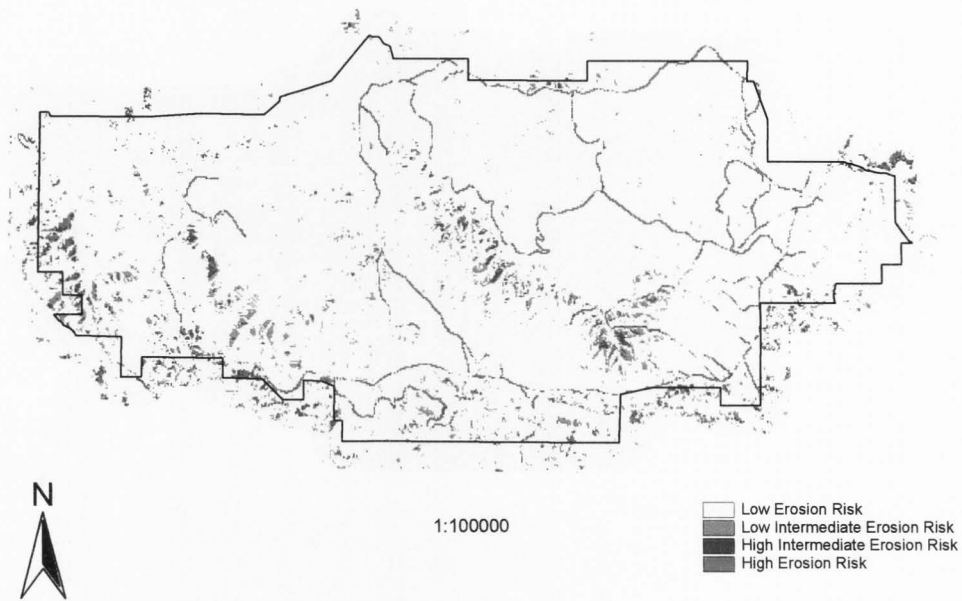 N
1:100000
Low Erosion Risk
Low Intermediate Erosion Risk
High Intermediate Erosion Risk
High Erosion Risk